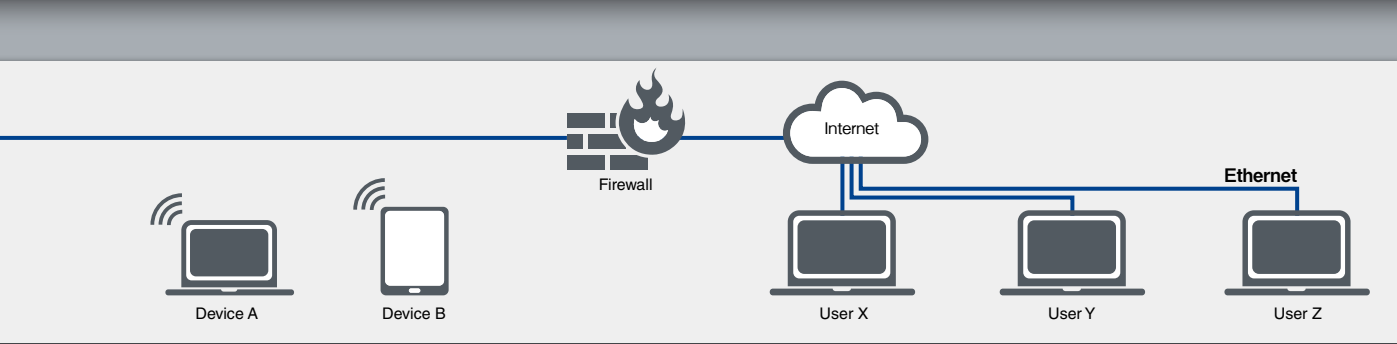 Internet
Ethernet
Firewall
Device A
Device B
User X
User Y
User Z